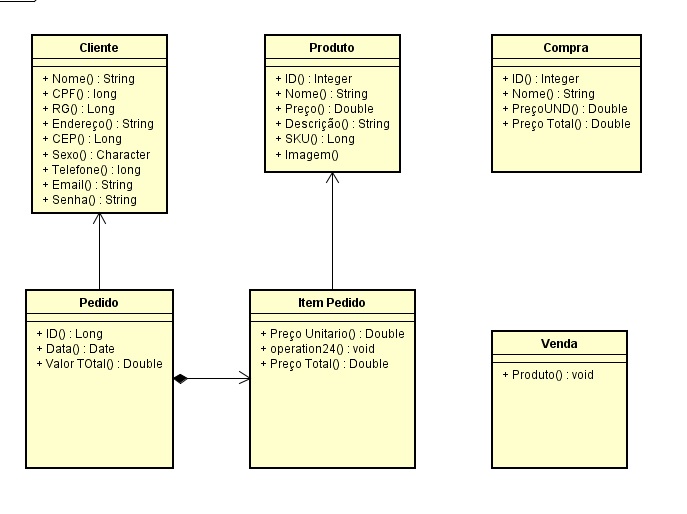 Cliente
+ Nome() : String
+ CPF() : long
+ RG() : Long
+ Endereço() : String
+ CEP() : Long
+ Sexo() : Character
+ Telefone() : long
+ Email() : String
+ Senha() : String
Produto
+ ID() : Integer
+ Nome() : String
+ Preço() : Double
+ Descrição() : String
+ SKU() : Long
+ Imagem()
Compra
+ ID() : Integer
+ Nome() : String
+ PreçoUND() : Double
+ Preço Total() : Double
Pedido
+ ID() : Long
+ Data() : Date
+ Valor TOtal() : Double
Item Pedido
+ Preço Unitario() : Double
+ operation24() : void
+ Preço Total() : Double
Venda
+ Produto() : void